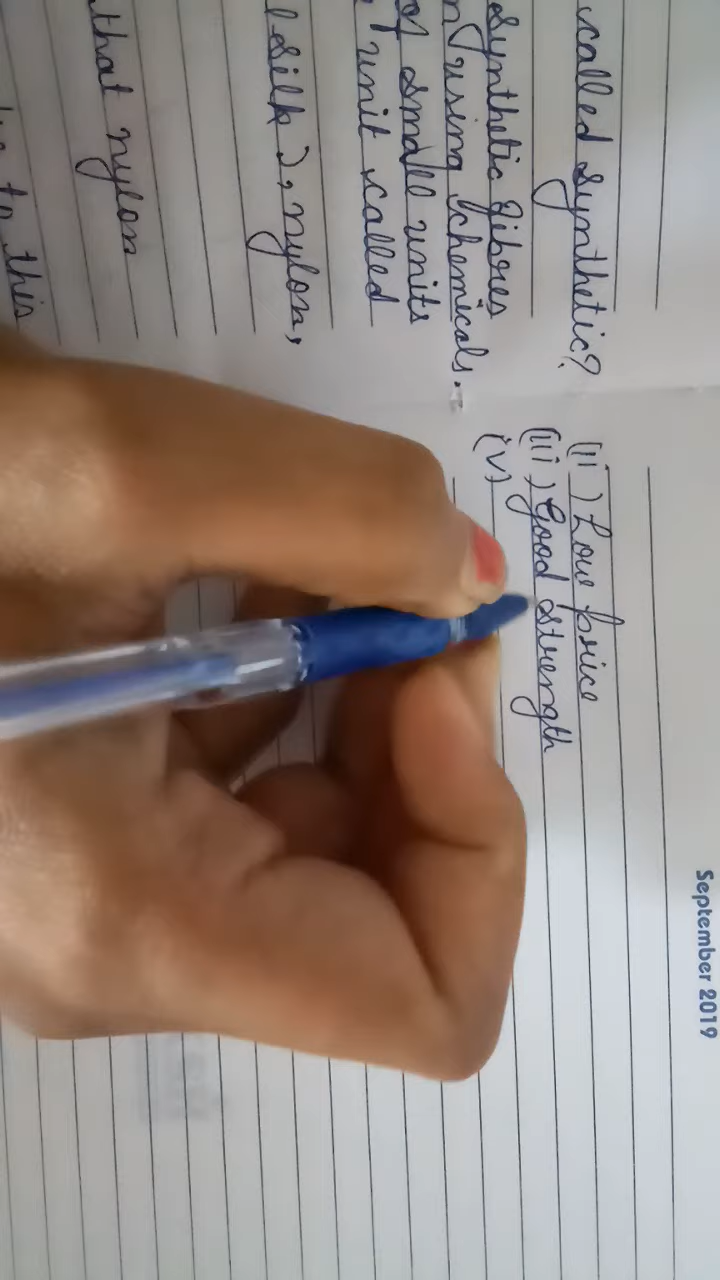 called synthetic?
synthetic fibres
using chemicals.
of small units
unit called
silk), nylon,
that nylon
to this
September 2019
(ii) Low price
(iii) Good strength
(v)